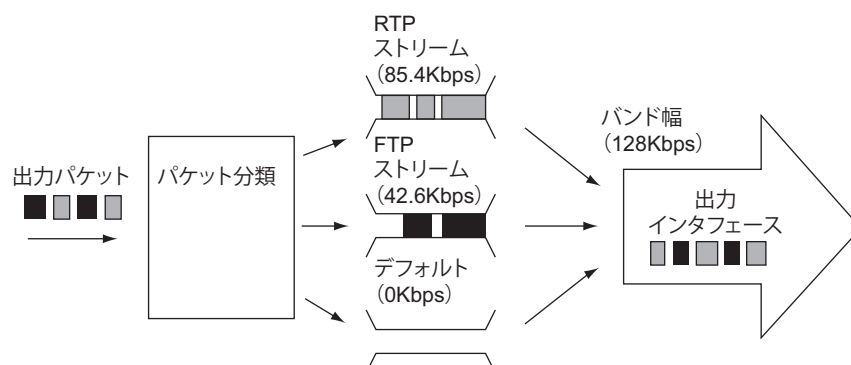 出力パケット
パケット分類
RTP
ストリーム
（85.4Kbps）
FTP
ストリーム
（42.6Kbps）
デフォルト
（0Kbps）
バンド幅
（128Kbps）
出力
インタフェース